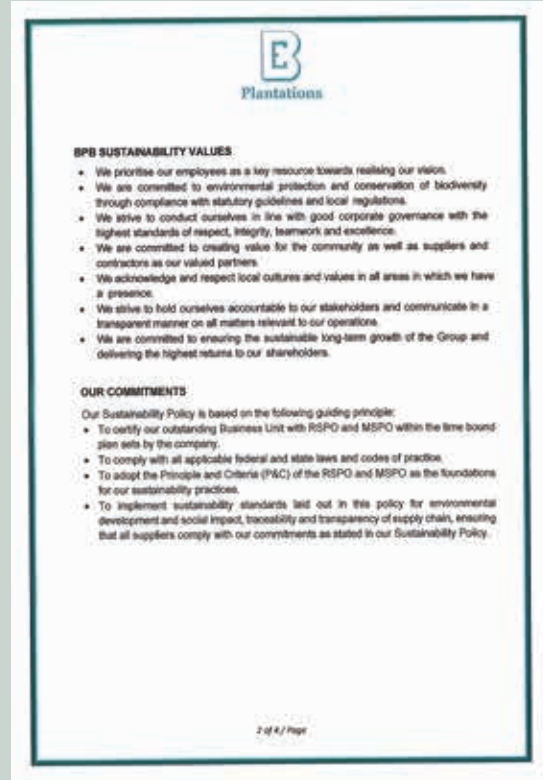 BE
Plantations
BPB SUSTAINABILITY VALUES
• We prioritise our employees as a key resource towards realising our vision.
• We are committed to environmental protection and conservation of biodiversity
through compliance with statutory guidelines and local regulations.
• We strive to conduct ourselves in line with good corporate governance with the
highest standards of respect, integrity, teamwork and excellence.
• We are committed to creating value for the community as well as suppliers and
contractors as our valued partners.
• We acknowledge and respect local cultures and values in all areas in which we have
a presence.
• We strive to hold ourselves accountable to our stakeholders and communicate in a
transparent manner on all matters relevant to our operations.
• We are committed to ensuring the sustainable long-term growth of the Group and
delivering the highest returns to our shareholders.
OUR COMMITMENTS
Our Sustainability Policy is based on the following guiding principle:
• To certify our outstanding Business Unit with RSPO and MSPO within the time bound
plan sets by the company.
• To comply with all applicable federal and state laws and codes of practice.
• To adopt the Principle and Criteria (P&C) of the RSPO and MSPO as the foundations
for our sustainability practices.
• To implement sustainability standards laid out in this policy for environmental
development and social impact, traceability and transparency of supply chain, ensuring
that all suppliers comply with our commitments as stated in our Sustainability Policy.
2 of 4 / Page